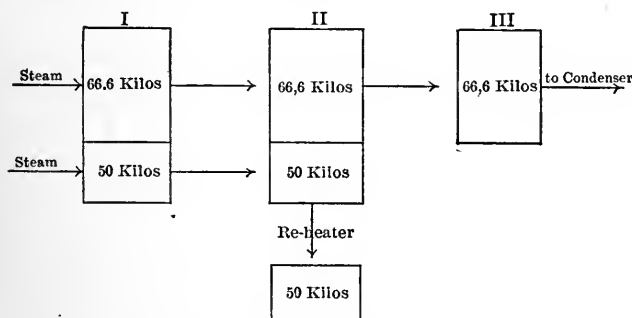 I II III
Steam 66.6 Kilos 66,6 Kilos 66,6 Kilos to Condenser
Steam 50 Kilos 50 Kilos
Re-heater
50 Kilos